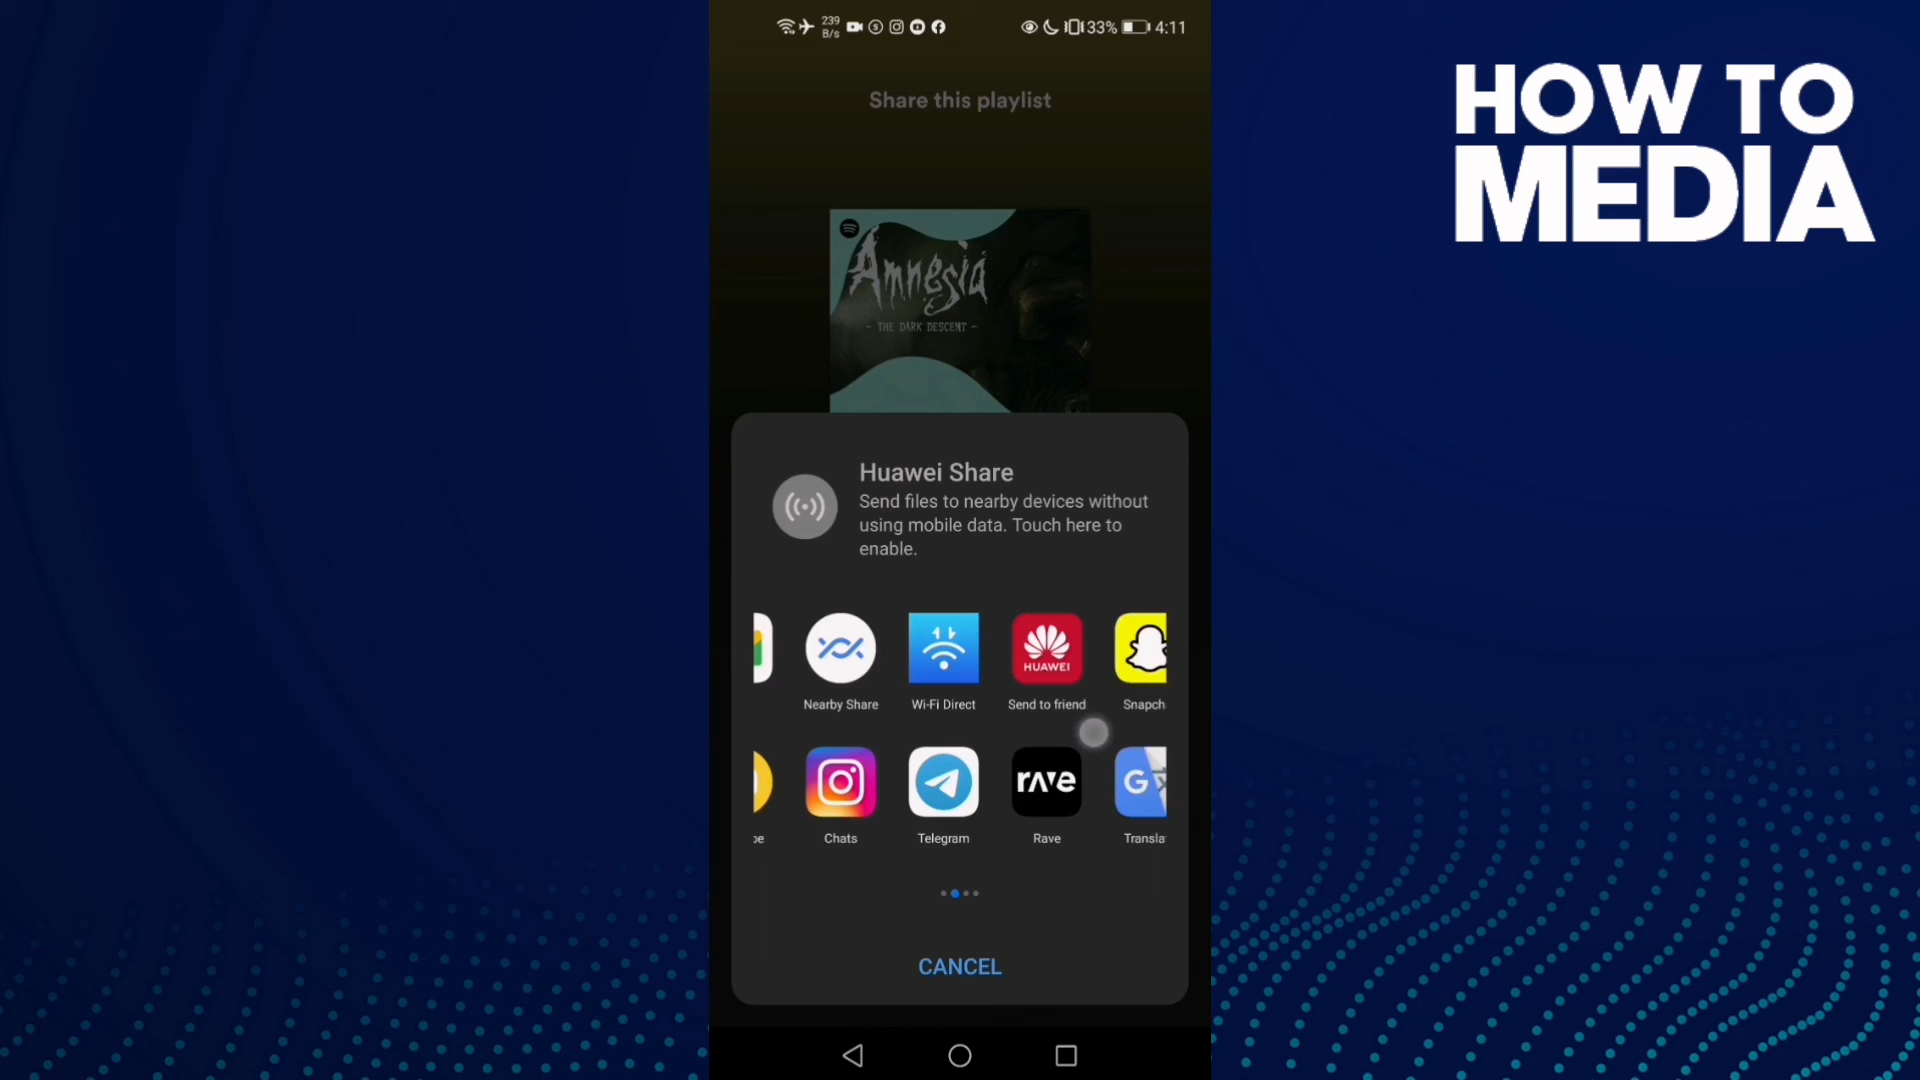 239
B/s
33%
4:11
HOW TO
MEDIA
Share this playlist
Amnesia
- THE DARK DESCENT -
Huawei Share
Send files to nearby devices without
using mobile data. Touch here to
enable.
HUAWEI
Nearby Share
Wi-Fi Direct
Send to friend
Snapch
rave
G
Chats
Telegram
Rave
Transla
CANCEL